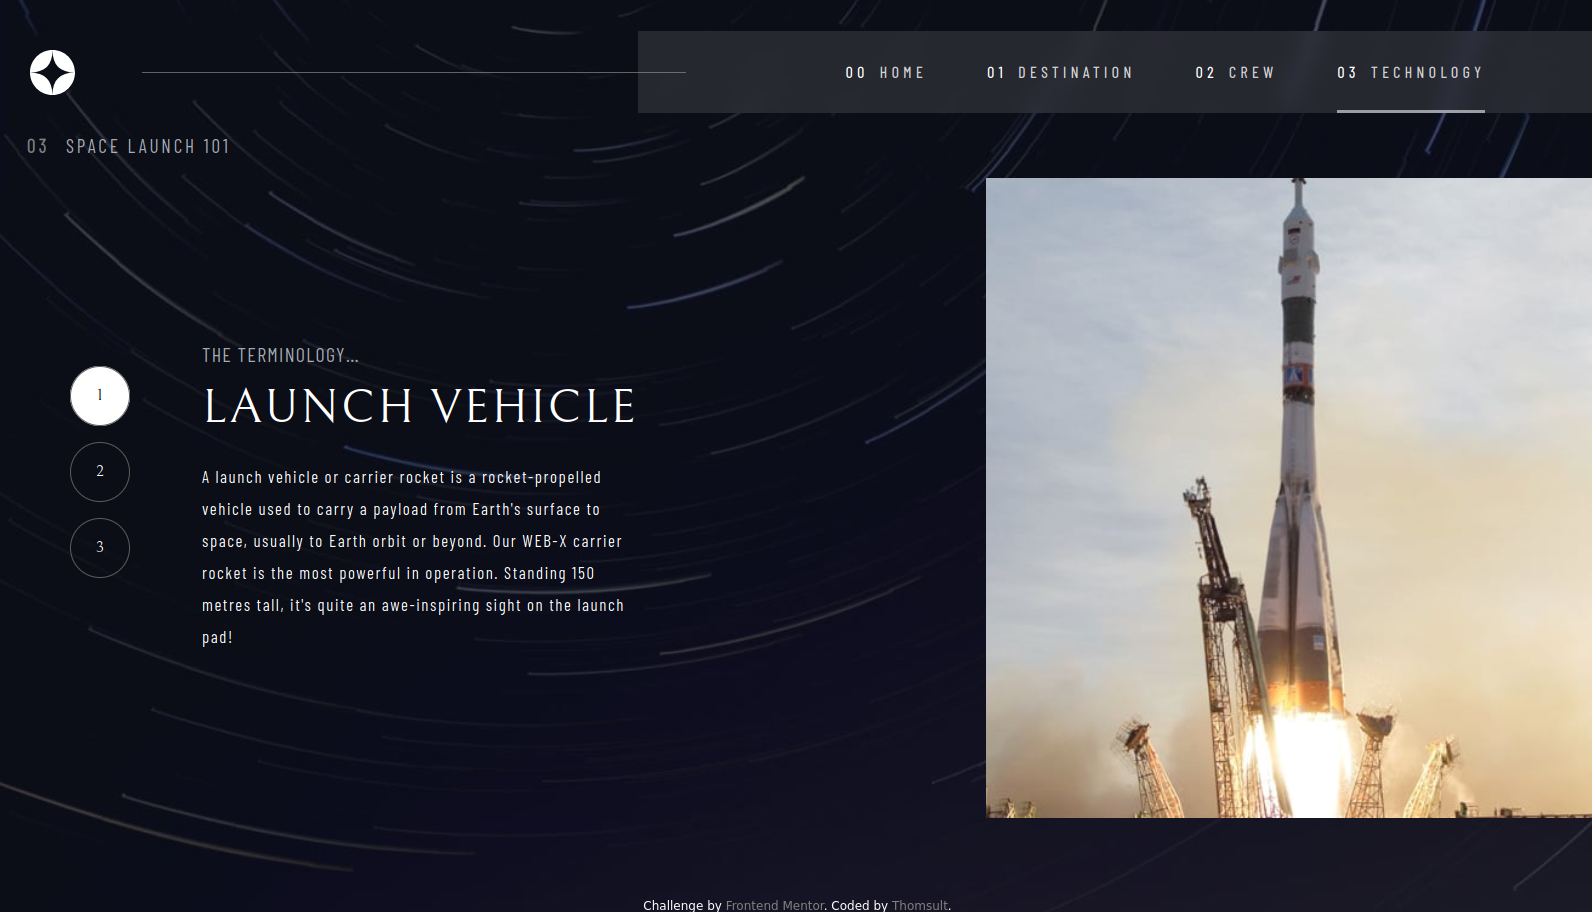 00 HOME 01 DESTINATION 02 CREW 03 TECHNOLOGY
03 SPACE LAUNCH 101
THE TERMINOLOGY...
LAUNCH VEHICLE
1
2
3
A launch vehicle or carrier rocket is a rocket-propelled
vehicle used to carry a payload from Earth's surface to
space, usually to Earth orbit or beyond. Our WEB-X carrier
rocket is the most powerful in operation. Standing 150
metres tall, it's quite an awe-inspiring sight on the launch
pad!
Challenge by Frontend Mentor. Coded by Thomsult.